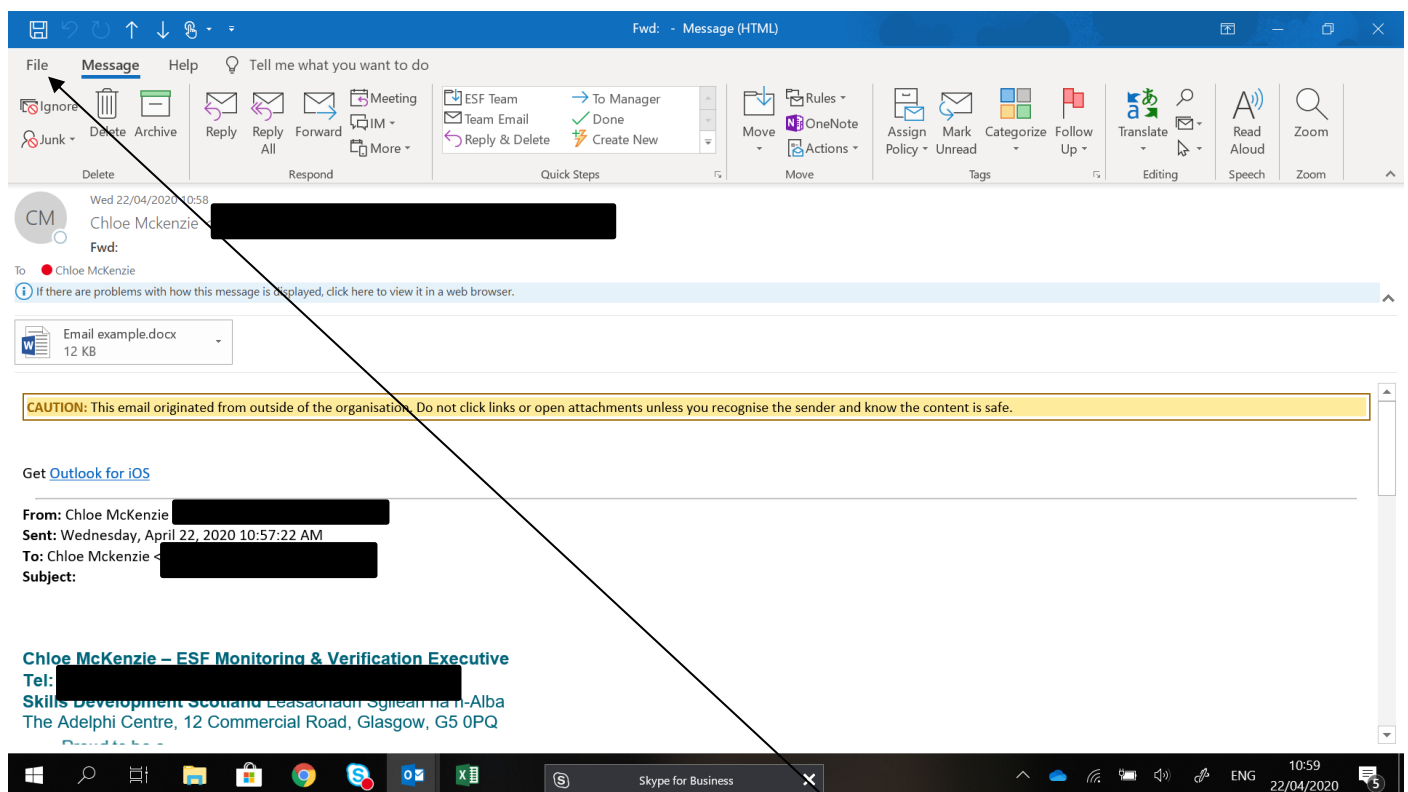 Fwd: - Message (HTML)
File Message Help Tell me what you want to do
Ignore
Junk
Delete Archive
Delete
Reply Reply All Forward
Meeting
IM
More
Respond
ESF Team To Manager
Team Email Done
Reply & Delete Create New
Quick Steps
Move
Rules
OneNote
Actions
Move
Assign Policy Mark Unread Categorize Follow Up
Tags
Translate
Editing
Read Aloud
Speech
Zoom
Zoom
Wed 22/04/2020 10:58
CM
Chloe Mckenzie <
Fwd:
To Chloe McKenzie
If there are problems with how this message is displayed, click here to view it in a web browser.
Email example.docx
12 KB
CAUTION: This email originated from outside of the organisation. Do not click links or open attachments unless you recognise the sender and know the content is safe.
Get Outlook for iOS
From: Chloe McKenzie
Sent: Wednesday, April 22, 2020 10:57:22 AM
To: Chloe Mckenzie <
Subject:
Chloe McKenzie – ESF Monitoring & Verification Executive
Tel:
Skills Development Scotland Leasachadh Sgilean na h-Alba
The Adelphi Centre, 12 Commercial Road, Glasgow, G5 0PQ
Proud to be a
Skype for Business
ENG
10:59
22/04/2020
5